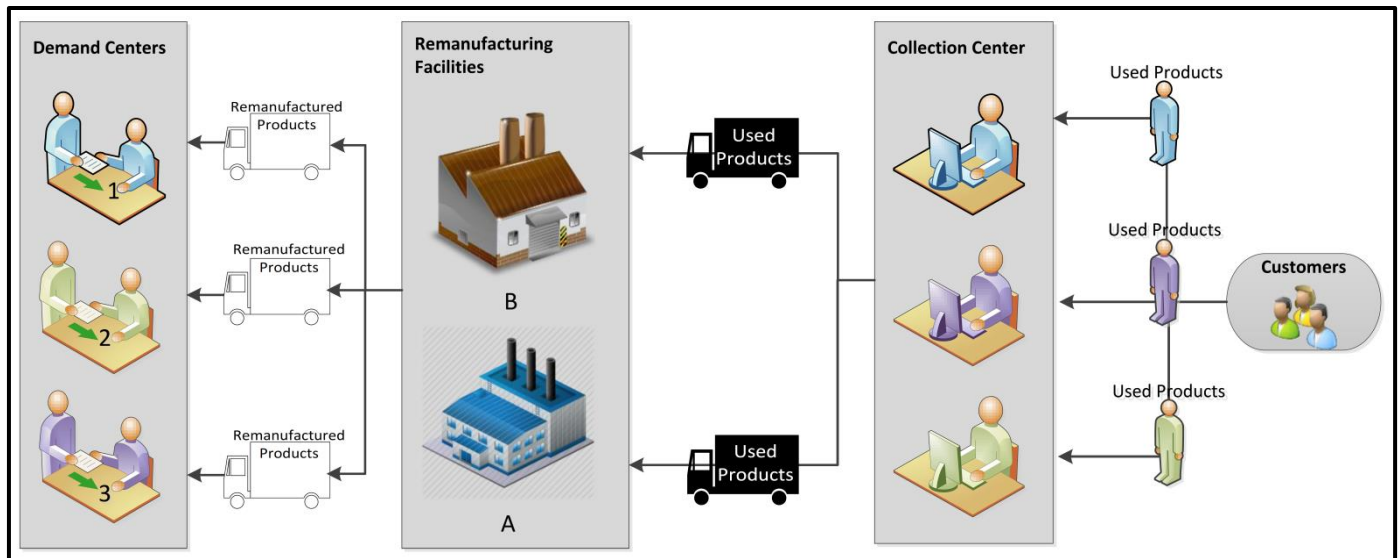 Demand Centers
1
2
3
Remanufactured
Products
Remanufactured
Products
Remanufactured
Products
Remanufacturing
Facilities
B
A
Used
Products
Used
Products
Collection Center
Used Products
Used Products
Used Products
Customers